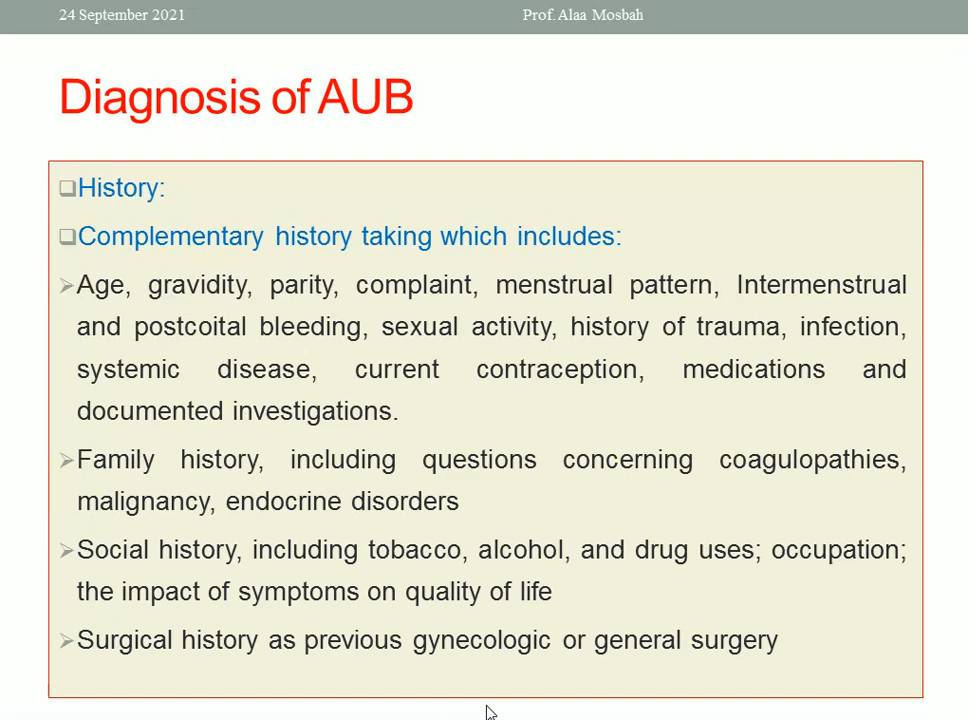 24 September 2021 Prof. Alaa Mosbah
Diagnosis of AUB
History:
Complementary history taking which includes:
Age, gravidity, parity, complaint, menstrual pattern, Intermenstrual
and postcoital bleeding, sexual activity, history of trauma, infection,
systemic disease, current contraception, medications and
documented investigations.
Family history, including questions concerning coagulopathies,
malignancy, endocrine disorders
Social history, including tobacco, alcohol, and drug uses; occupation;
the impact of symptoms on quality of life
Surgical history as previous gynecologic or general surgery